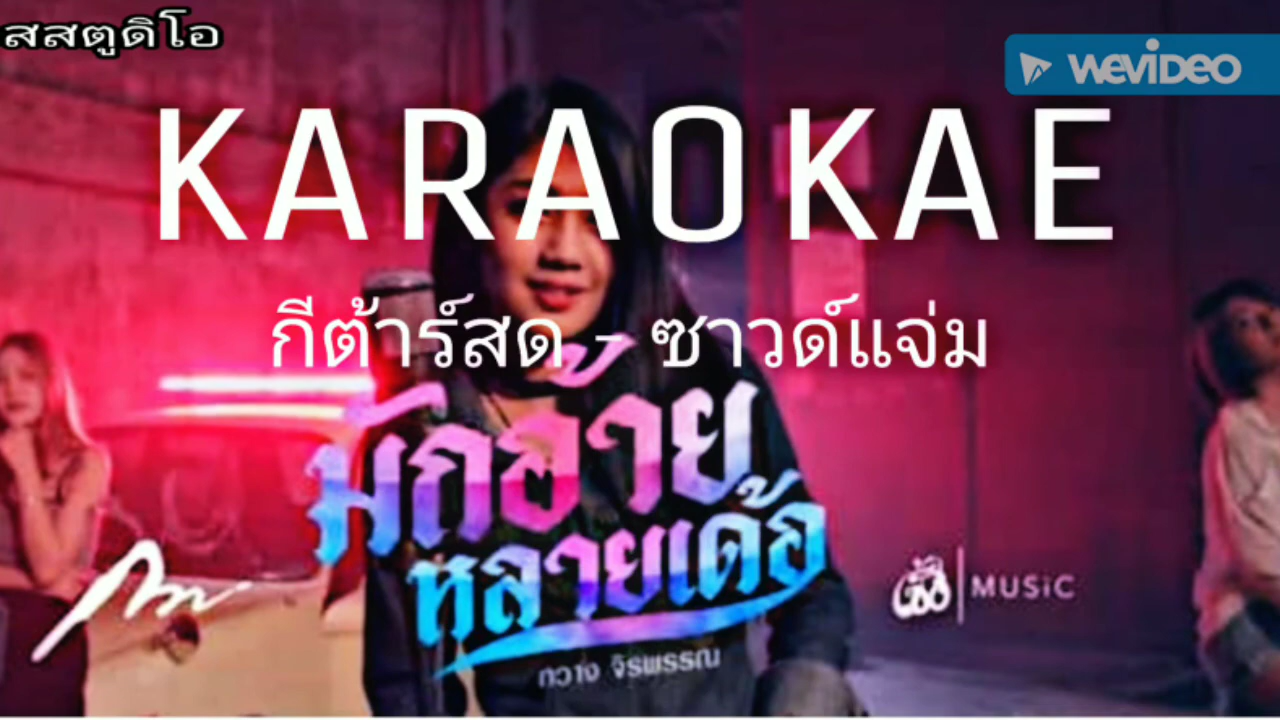 สสตูดิโอ
WEVIDEO
KARAOKAE
กีต้าร์สด - ซาวด์แจ่ม
มักอ้าย
หลายเด้อ
กวาง จิรพรรณ
MUSiC